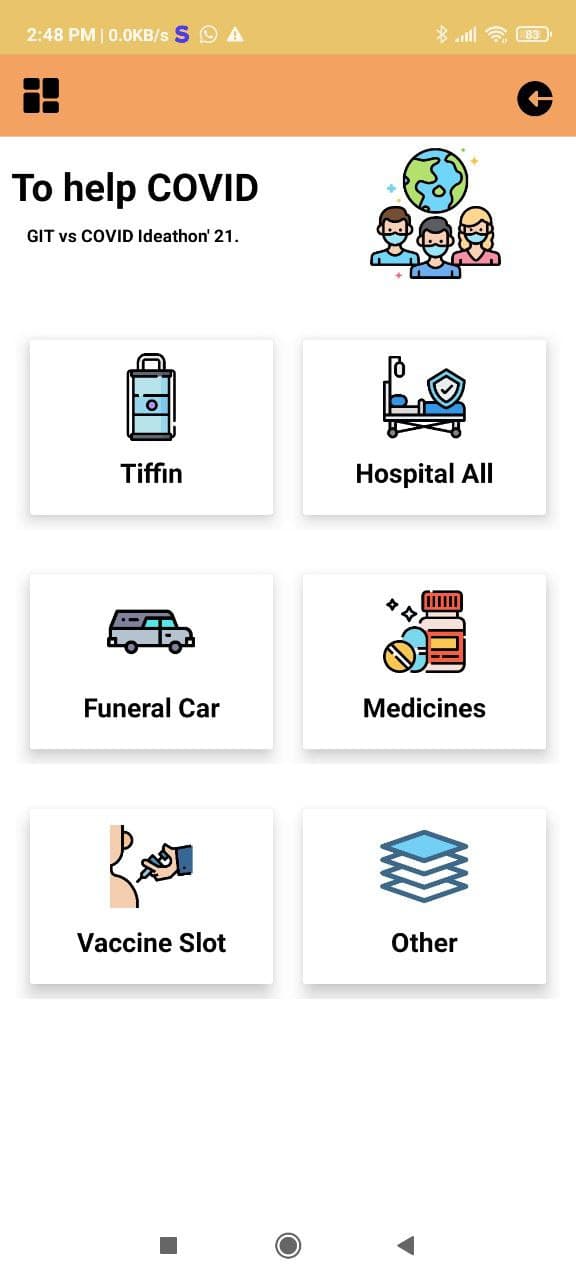 2:48 PM | 0.0KB/s S 83
To help COVID
GIT vs COVID Ideathon' 21.
Tiffin
Hospital All
Funeral Car
Medicines
Vaccine Slot
Other